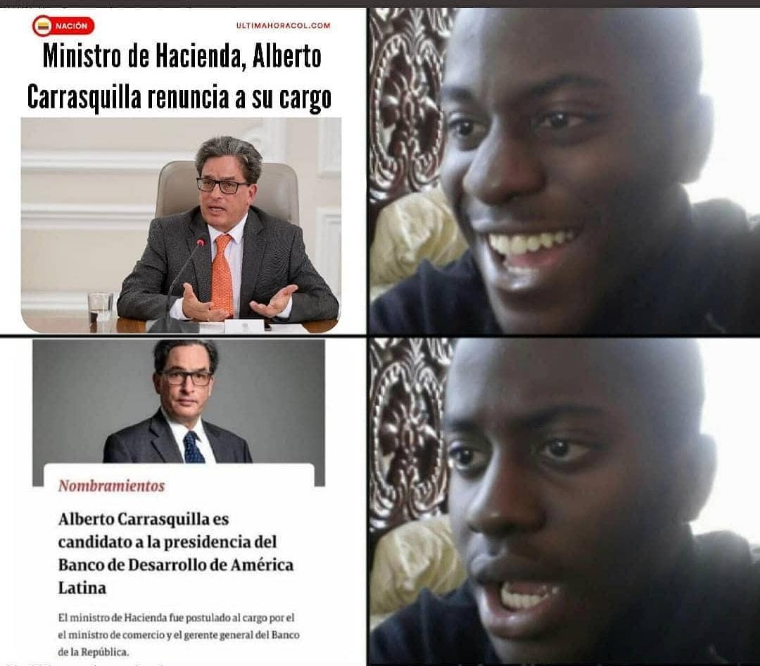 NACIÓN
ULTIMAHORACOL.COM
Ministro de Hacienda, Alberto
Carrasquilla renuncia a su cargo
Nombramientos
Alberto Carrasquilla es
candidato a la presidencia del
Banco de Desarrollo de América
Latina
El ministro de Hacienda fue postulado al cargo por el
el ministro de comercio y el gerente general del Banco
de la República.